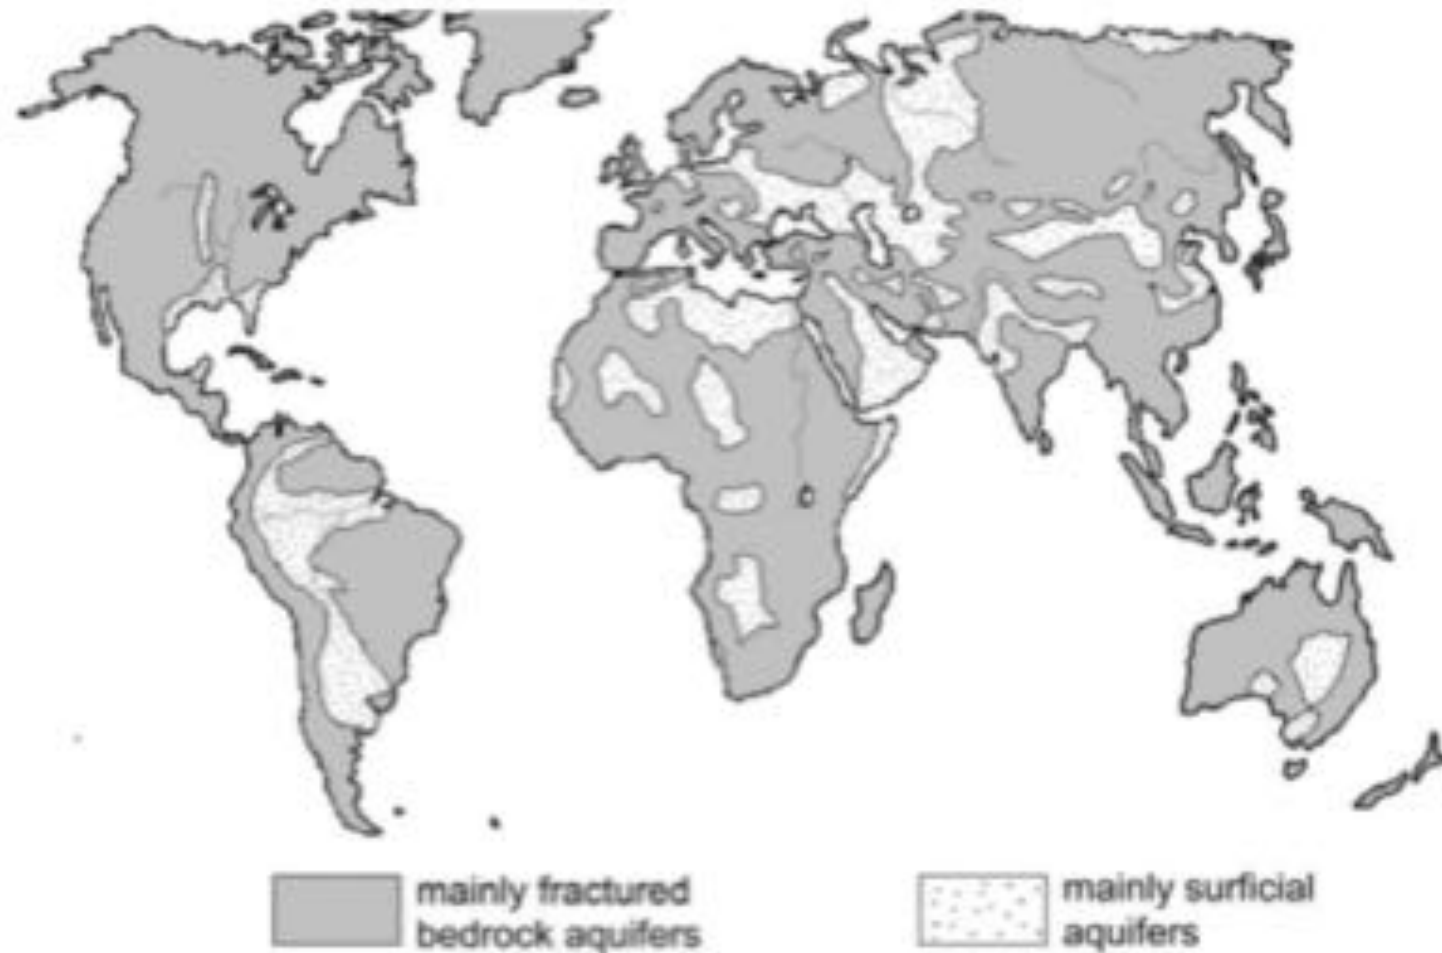 mainly fractured
bedrock aquifers
mainly surficial
aquifers